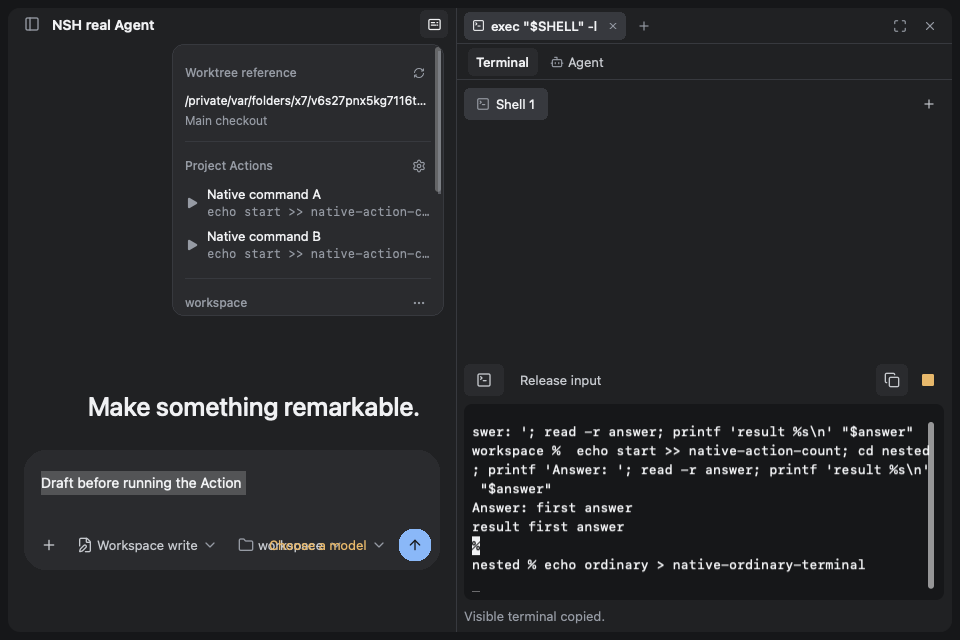 NSH real Agent
Worktree reference
/private/var/folders/x7/v6s27pnx5kg7116t...
Main checkout
Project Actions
Native command A
echo start >> native-action-c...
Native command B
echo start >> native-action-c...
workspace
Make something remarkable.
Draft before running the Action
Workspace write
workspace
Choose a model
exec "$SHELL" -l
Terminal
Agent
Shell 1
Release input
swer: '; read -r answer; printf 'result %s\n' "$answer"
workspace %  echo start >> native-action-count; cd nested
; printf 'Answer: '; read -r answer; printf 'result %s\n'
 "$answer"
Answer: first answer
result first answer
%
nested % echo ordinary > native-ordinary-terminal
_
Visible terminal copied.